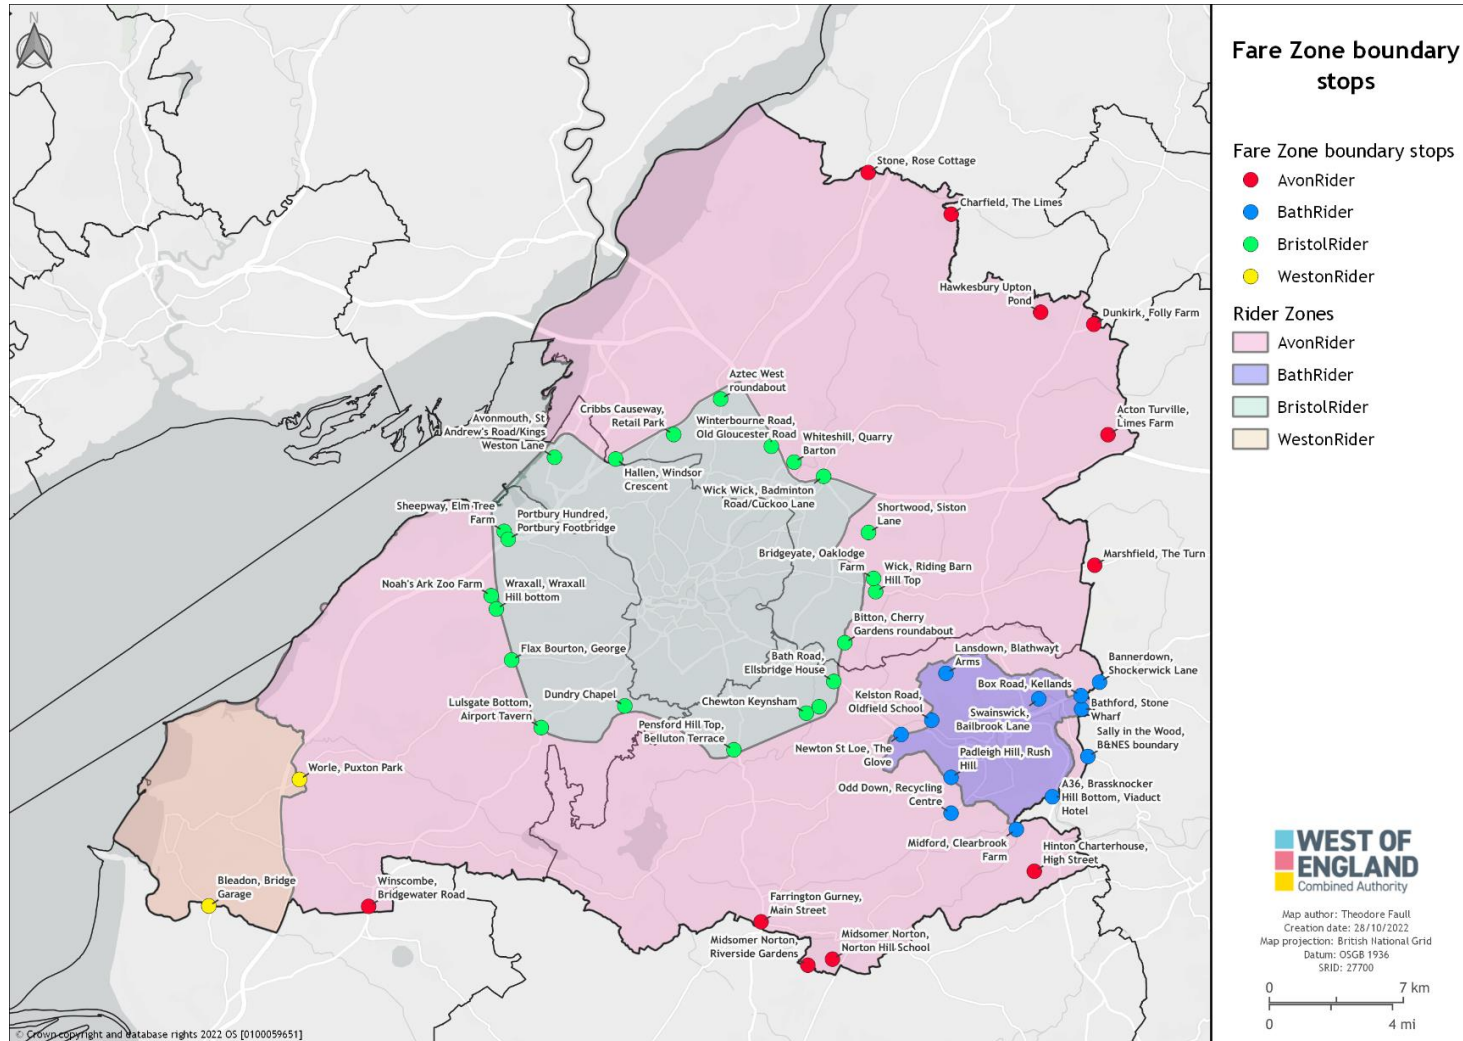 N
Stone, Rose Cottage
Charfield, The Limes
Hawkesbury Upton
Pond
Dunkirk, Folly Farm
Aztec West
roundabout
Cribbs Causeway,
Retail Park
Avonmouth, St
Andrew's Road/Kings
Weston Lane
Winterbourne Road,
Old Gloucester Road
Acton Turville,
Limes Farm
Whiteshill, Quarry
Barton
Hallen, Windsor
Crescent
Wick Wick, Badminton
Road/Cuckoo Lane
Sheepway, Elm Tree
Farm
Portbury Hundred,
Portbury Footbridge
Shortwood, Siston
Lane
Bridgeyate, Oaklodge
Farm
Marshfield, The Turn
Wick, Riding Barn
Hill Top
Noah's Ark Zoo Farm
Wraxall, Wraxall
Hill bottom
Bitton, Cherry
Gardens roundabout
Flax Bourton, George
Bath Road,
Ellsbridge House
Lansdown, Blathwayt
Arms
Bannerdown,
Shockerwick Lane
Box Road, Kellands
Dundry Chapel
Chewton Keynsham
Kelston Road,
Oldfield School
Swainswick,
Bailbrook Lane
Bathford, Stone
Wharf
Lulsgate Bottom,
Airport Tavern
Pensford Hill Top,
Belluton Terrace
Sally in the Wood,
B&NES boundary
Newton St Loe, The
Glove
Padleigh Hill, Rush
Hill
Worle, Puxton Park
Odd Down, Recycling
Centre
A36, Brassknocker
Hill Bottom, Viaduct
Hotel
Midford, Clearbrook
Farm
Hinton Charterhouse,
High Street
Bleadon, Bridge
Garage
Winscombe,
Bridgewater Road
Farrington Gurney,
Main Street
Midsomer Norton,
Riverside Gardens
Midsomer Norton,
Norton Hill School
© Crown copyright and database rights 2022 OS [0100059651]
Fare Zone boundary
stops
Fare Zone boundary stops
AvonRider
BathRider
BristolRider
WestonRider
Rider Zones
AvonRider
BathRider
BristolRider
WestonRider
WEST OF
ENGLAND
Combined Authority
Map author: Theodore Faull
Creation date: 28/10/2022
Map projection: British National Grid
Datum: OSGB 1936
SRID: 27700
0 7 km
0 4 mi